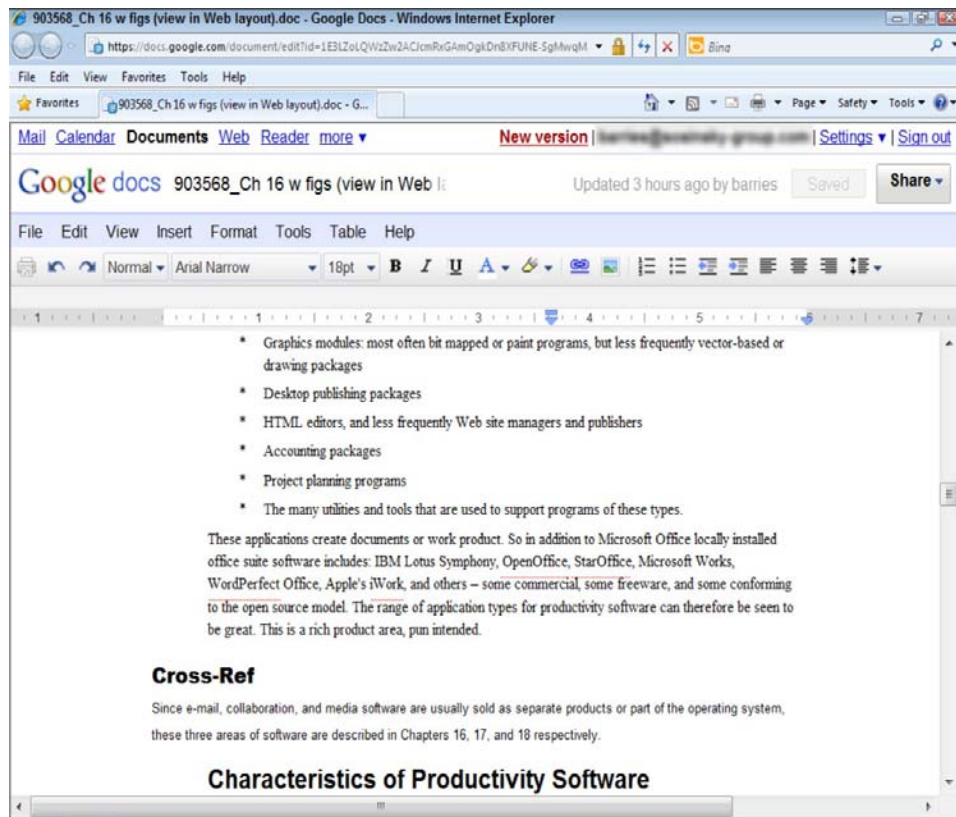 903568_Ch 16 w figs (view in Web layout).doc - Google Docs - Windows Internet Explorer
Bing
File Edit View Favorites Tools Help
Favorites 903568_Ch 16 w figs (view in Web layout).doc - G... Page Safety Tools
Mail Calendar Documents Web Reader more New version | | Settings | Sign out
Google docs 903568_Ch 16 w figs (view in Web Updated 3 hours ago by barries Saved Share
File Edit View Insert Format Tools Table Help
Normal Arial Narrow 18pt B I U A
1 1 2 3 4 5 6 7
* Graphics modules: most often bit mapped or paint programs, but less frequently vector-based or
drawing packages
* Desktop publishing packages
* HTML editors, and less frequently Web site managers and publishers
* Accounting packages
* Project planning programs
* The many utilities and tools that are used to support programs of these types.
These applications create documents or work product. So in addition to Microsoft Office locally installed
office suite software includes: IBM Lotus Symphony, OpenOffice, StarOffice, Microsoft Works,
WordPerfect Office, Apple's iWork, and others – some commercial, some freeware, and some conforming
to the open source model. The range of application types for productivity software can therefore be seen to
be great. This is a rich product area, pun intended.
Cross-Ref
Since e-mail, collaboration, and media software are usually sold as separate products or part of the operating system,
these three areas of software are described in Chapters 16, 17, and 18 respectively.
Characteristics of Productivity Software